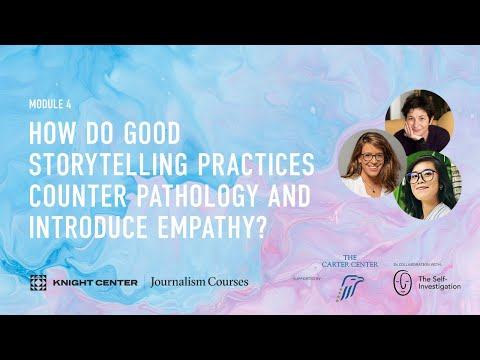 MODULE 4
HOW DO GOOD
STORYTELLING PRACTICES
COUNTER PATHOLOGY AND
INTRODUCE EMPATHY?
KNIGHT CENTER
Journalism Courses
SUPPORTED BY:
THE
CARTER CENTER
IN COLLABORATION WITH:
The Self-
Investigation